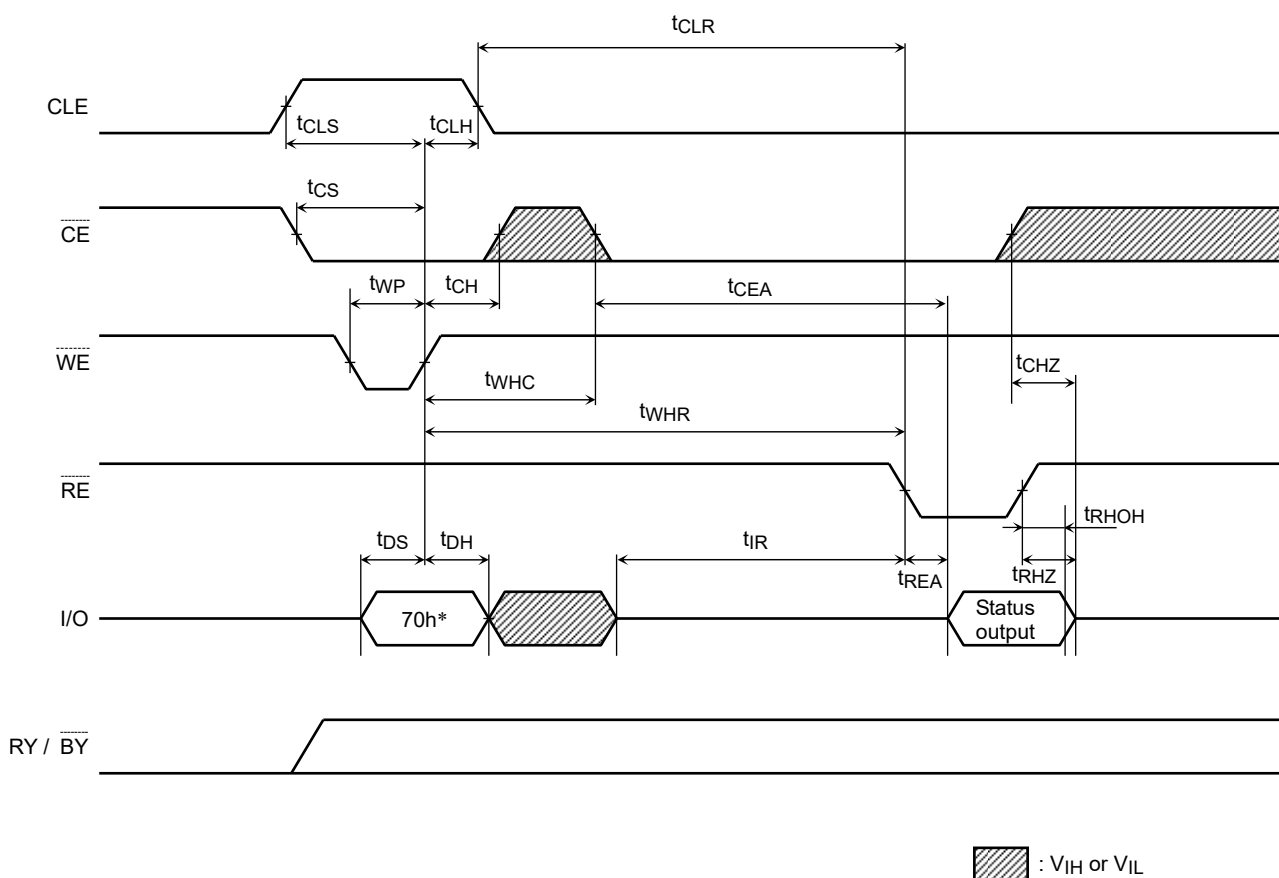 tCLR
CLE
tCLS
tCLH
tCS
CE
tWP
tCH
tCEA
WE
tCHZ
tWHC
tWHR
RE
tRHOH
tDS
tDH
tIR
tREA
tRHZ
I/O
70h*
Status
output
RY / BY
: VIH or VIL